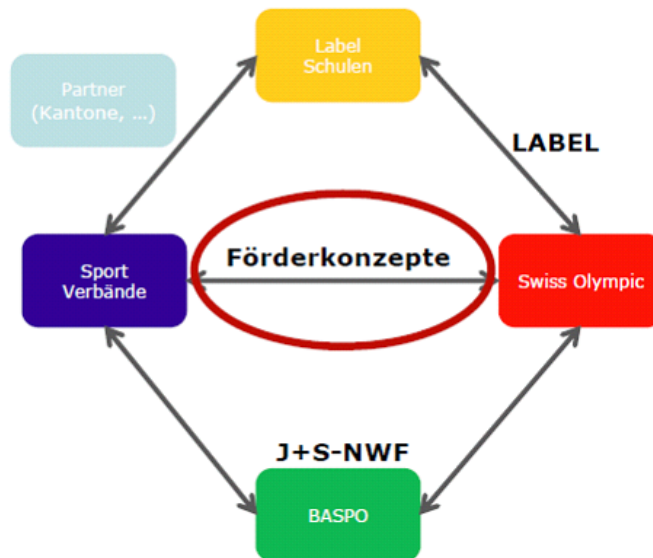 Label
Schulen
Partner
(Kantone, ...)
LABEL
Förderkonzepte
Sport
Verbände
Swiss Olympic
J+S-NWF
BASPO